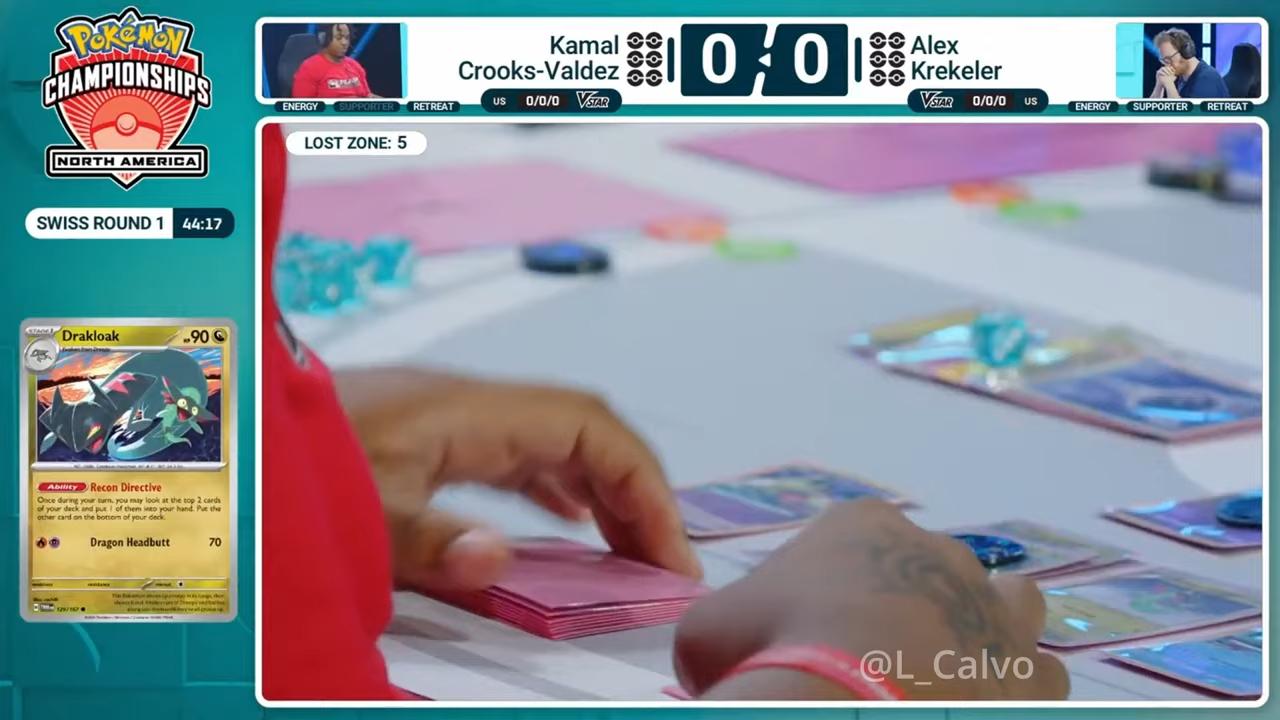 POKéMON
CHAMPIONSHIPS
NORTH AMERICA
SWISS ROUND 1 44:17
Kamal
Crooks-Valdez
0 0
Alex
Krekeler
US 0/0/0 VSTAR
VSTAR 0/0/0 US
ENERGY SUPPORTER RETREAT
ENERGY SUPPORTER RETREAT
LOST ZONE: 5
STAGE 1
Drakloak
HP 90
Ability Recon Directive
Once during your turn, you may look at the top 2 cards
of your deck and put 1 of them into your hand. Put the
other card on the bottom of your deck.
Dragon Headbutt 70
129/167
@L_Calvo